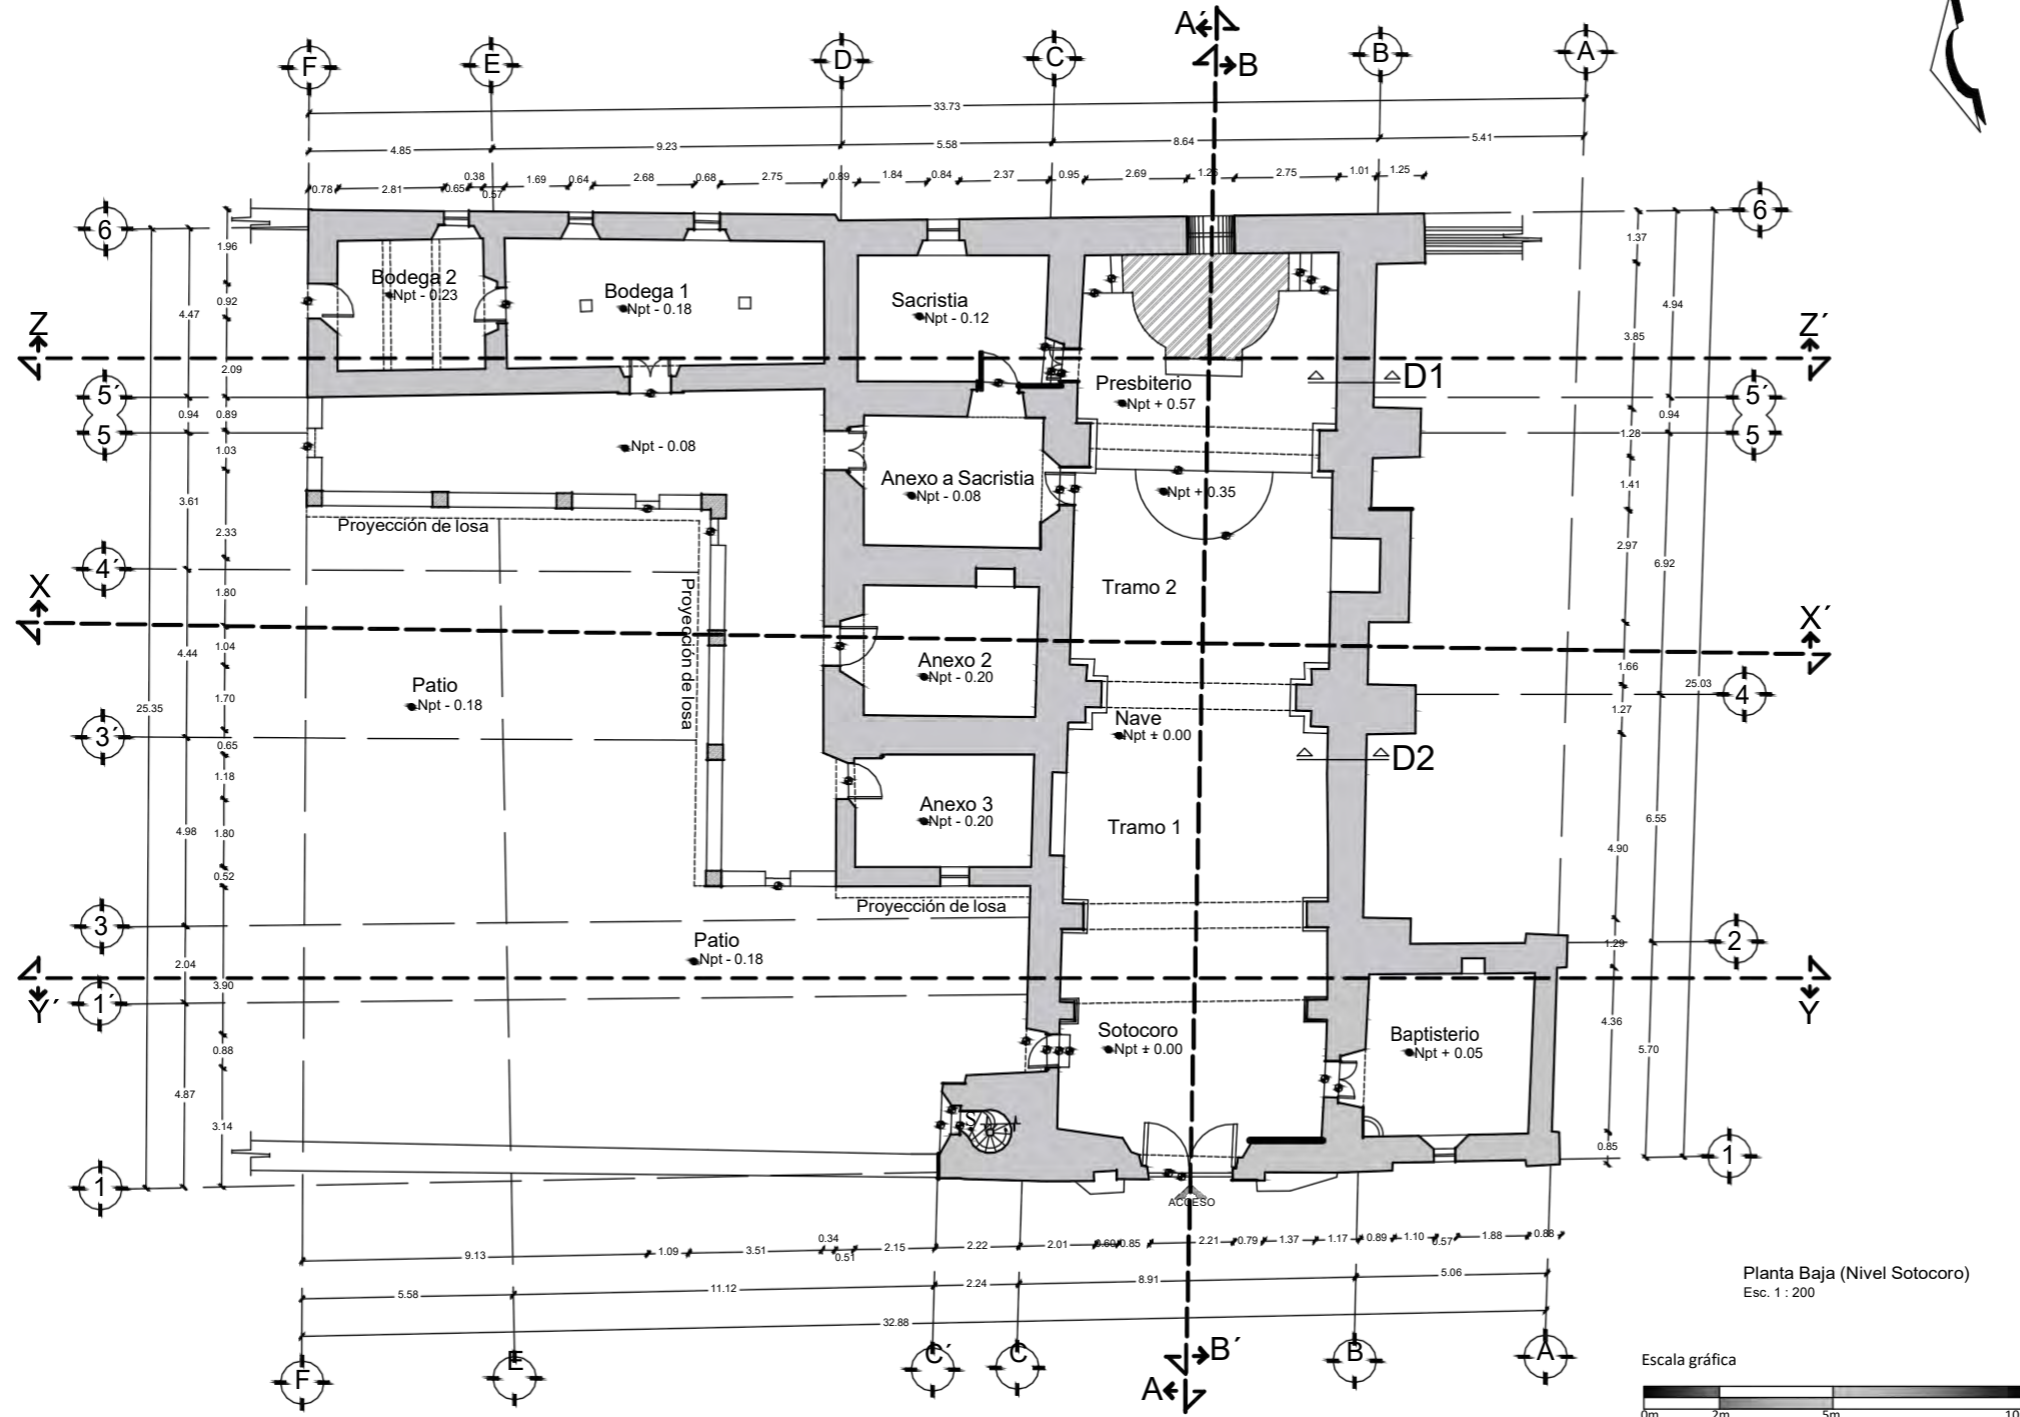 A´
B
F
E
D
C
B
A
33.73
4.85
9.23
5.58
8.64
5.41
0.78
2.81
0.65
0.38
0.57
1.69
0.64
2.68
0.68
2.75
0.89
1.84
0.84
2.37
0.95
2.69
2.75
1.01
1.25
6
6
1.96
0.92
4.47
2.09
Bodega 2
Npt - 0.23
Bodega 1
Npt - 0.18
Sacristia
Npt - 0.12
1.37
4.94
3.85
Z
Z´
Presbiterio
Npt + 0.57
D1
5´
0.94
0.89
5
1.03
Npt - 0.08
5´
0.94
1.28
5
1.41
Anexo a Sacristia
Npt - 0.08
Npt + 0.35
3.61
2.33
Proyección de losa
4´
1.80
Proyección de losa
Tramo 2
2.97
6.92
X
X´
4.44
1.04
Anexo 2
Npt - 0.20
1.66
25.03
4
1.70
25.35
Patio
Npt - 0.18
Nave
Npt ± 0.00
1.27
3´
0.65
1.18
D2
Anexo 3
Npt - 0.20
Tramo 1
4.98
1.80
6.55
4.90
0.52
Proyección de losa
3
Patio
Npt - 0.18
1.29
2
2.04
3.90
Y´
1´
Y
Sotocoro
Npt ± 0.00
Baptisterio
Npt + 0.05
4.36
5.70
0.88
4.87
3.14
S
0.85
1
1
ACCESO
9.13
1.09
3.51
0.34
0.51
2.15
2.22
2.01
0.60
0.85
2.21
0.79
1.37
1.17
0.89
1.10
0.57
1.88
0.88
5.58
11.12
2.24
8.91
5.06
32.88
F
E
C´
C
B´
A
B
A
Planta Baja (Nivel Sotocoro)
Esc. 1 : 200
Escala gráfica
0m
2m
5m
10